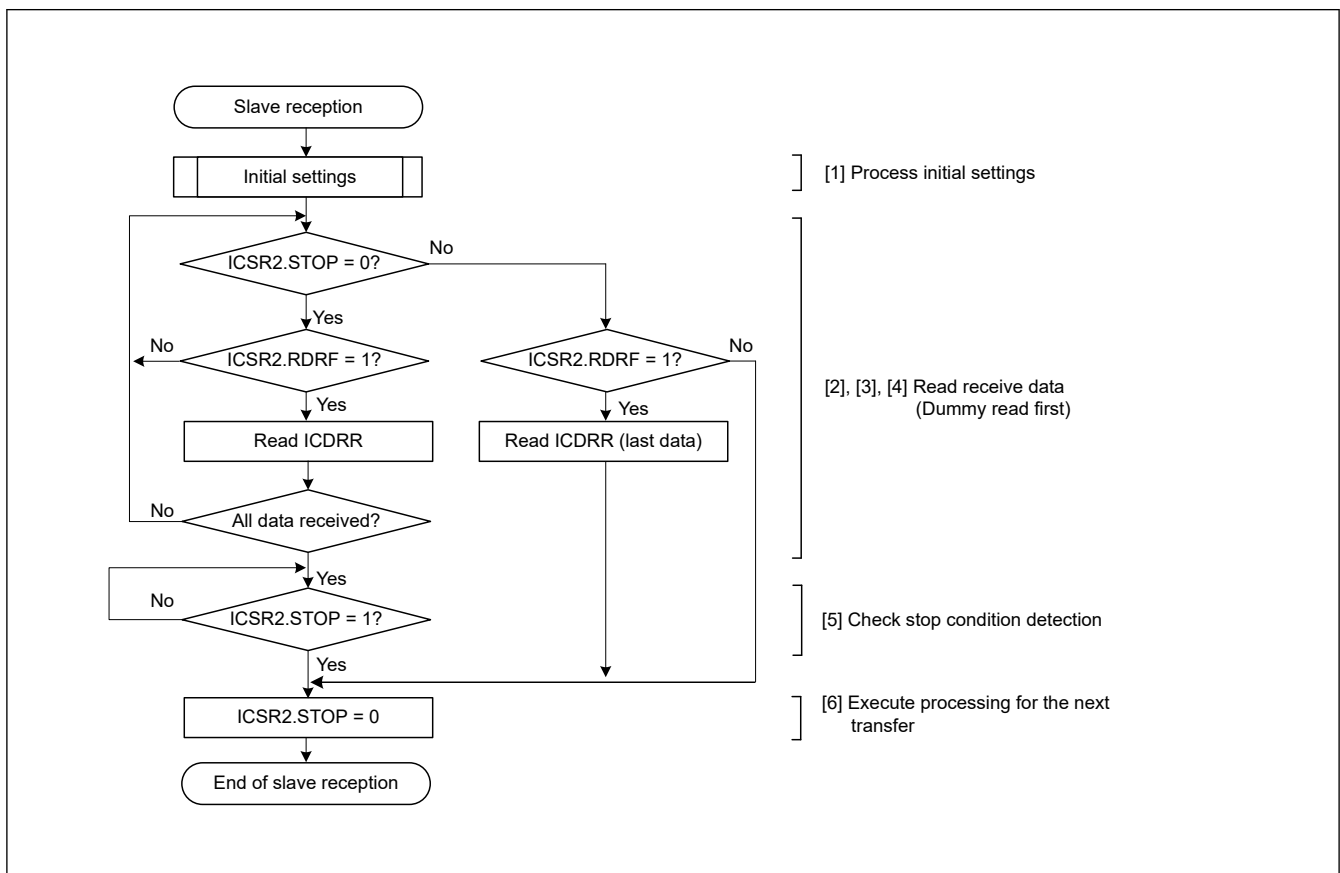 Slave reception
Initial settings
[1] Process initial settings
ICSR2.STOP = 0?
No
Yes
No
ICSR2.RDRF = 1?
ICSR2.RDRF = 1?
No
[2], [3], [4] Read receive data
(Dummy read first)
Yes
Yes
Read ICDRR
Read ICDRR (last data)
No
All data received?
Yes
No
ICSR2.STOP = 1?
[5] Check stop condition detection
Yes
ICSR2.STOP = 0
[6] Execute processing for the next
transfer
End of slave reception